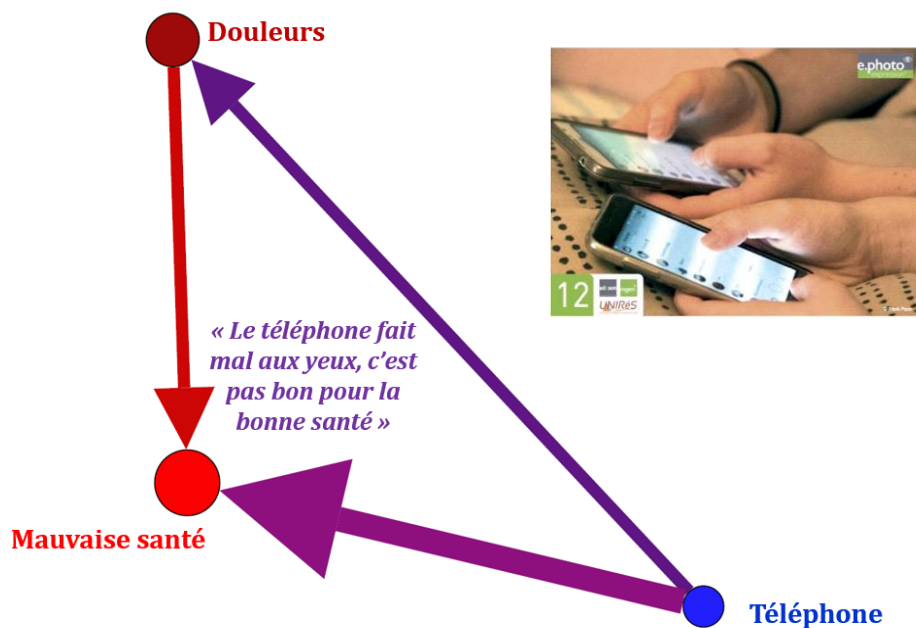 Douleurs
e.photo
expression
« Le téléphone fait
mal aux yeux, c’est
pas bon pour la
bonne santé »
12
UNIRéS
Mauvaise santé
Téléphone